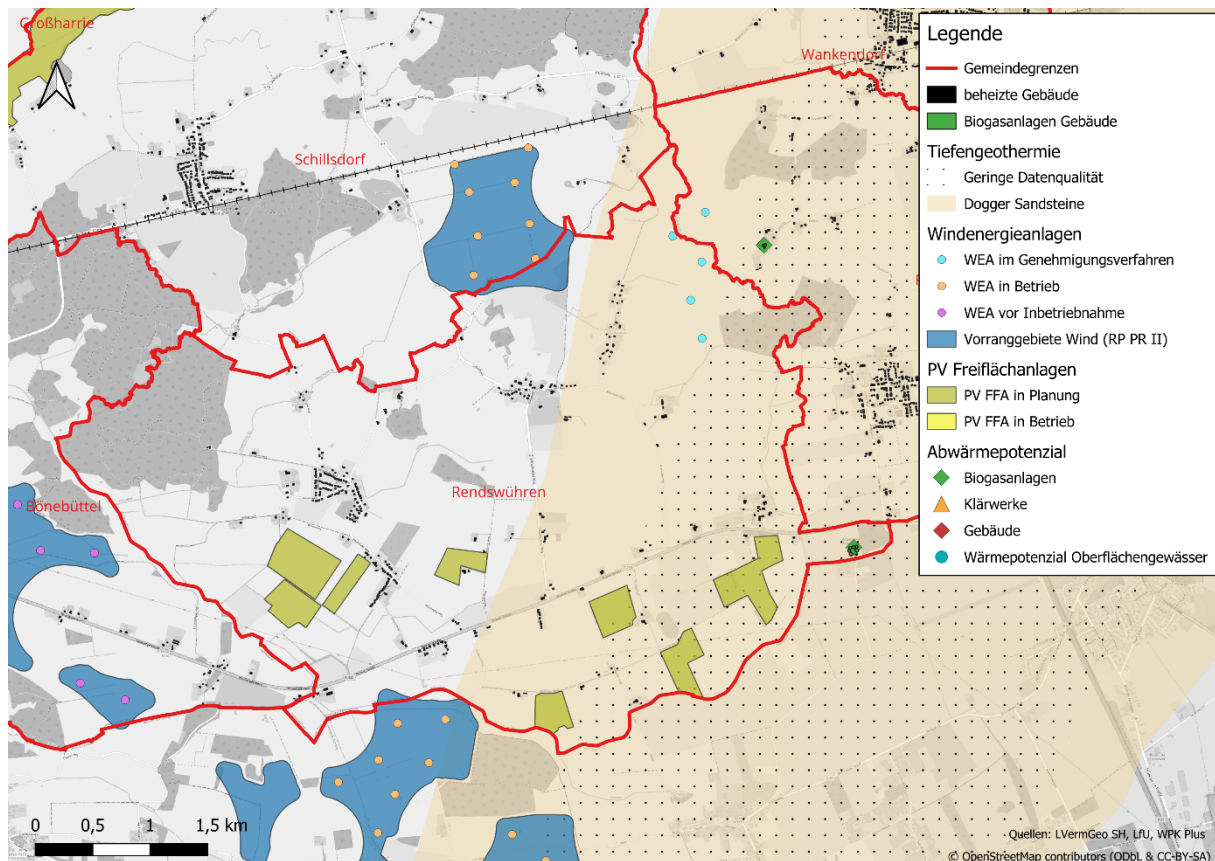 Großharrie
Wankendorf
Schillsdorf
Rendswühren
Bönebüttel
Legende
Gemeindegrenzen
beheizte Gebäude
Biogasanlagen Gebäude
Tiefengeothermie
Geringe Datenqualität
Dogger Sandsteine
Windenergieanlagen
WEA im Genehmigungsverfahren
WEA in Betrieb
WEA vor Inbetriebnahme
Vorranggebiete Wind (RP PR II)
PV Freiflächanlagen
PV FFA in Planung
PV FFA in Betrieb
Abwärmepotenzial
Biogasanlagen
Klärwerke
Gebäude
Wärmepotenzial Oberflächengewässer
0 0,5 1 1,5 km
Quellen: LVermGeo SH, LfU, WPK Plus
© OpenStreetMap contributors (ODbL & CC-BY-SA)